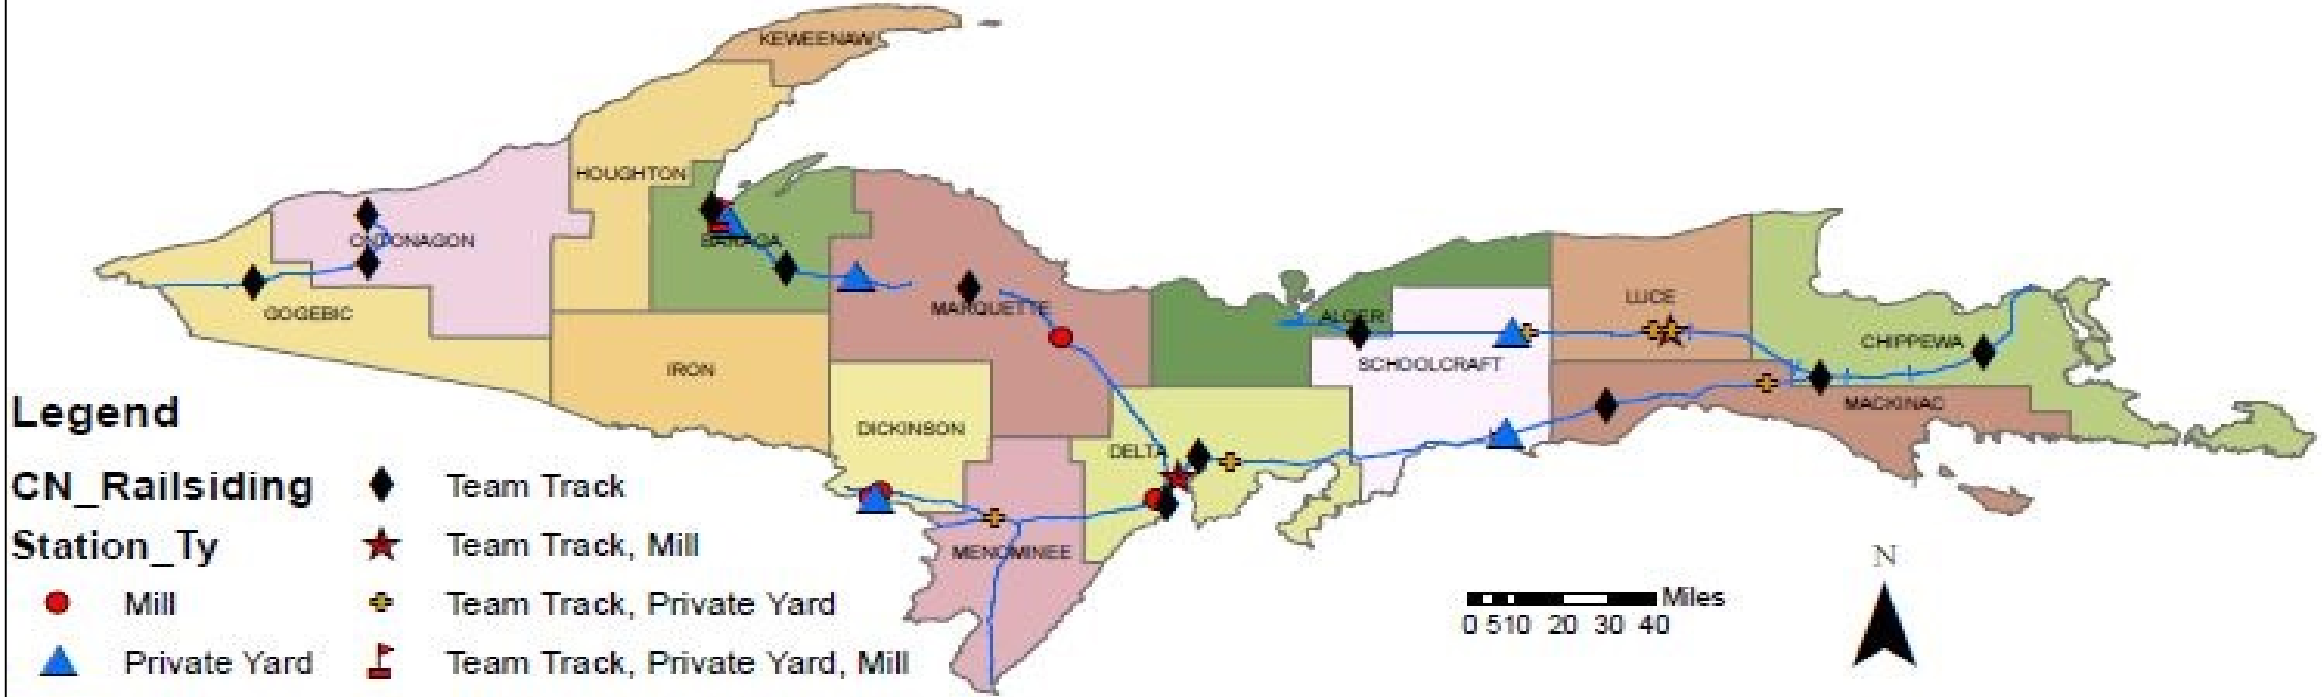 KEWEENAW
HOUGHTON
ONTONAGON
BARAGA
GOGEBIC
MARQUETTE
ALGER
LUCE
CHIPPEWA
IRON
SCHOOLCRAFT
MACKINAC
DICKINSON
DELTA
MENOMINEE
Legend
CN_Railsiding
Station_Ty
Mill
Private Yard
Team Track
Team Track, Mill
Team Track, Private Yard
Team Track, Private Yard, Mill
Miles
0 510 20 30 40
N